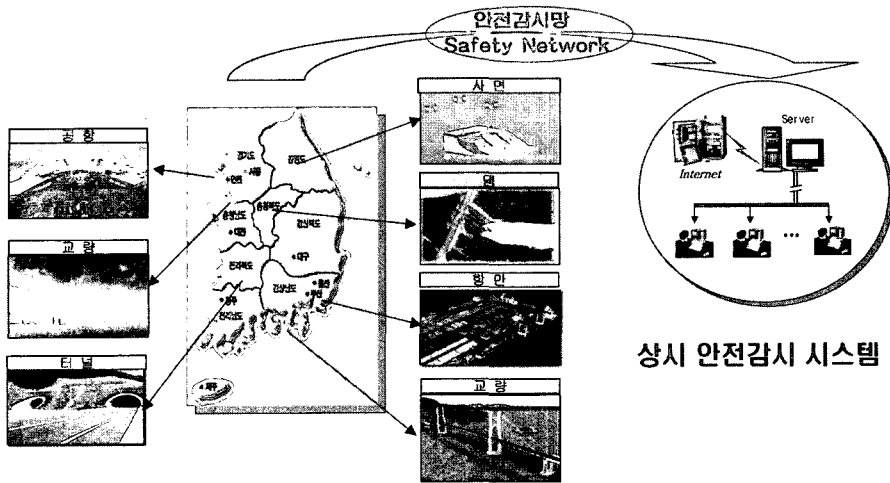 안전감시망
Safety Network
사 면
공 항
댐
교 량
항 만
터 널
교 량
경기도
서울
인천
강원도
충청남도
충청북도
대전
경상북도
전라북도
대구
경상남도
울산
부산
광주
전라남도
제주
Server
Internet
상시 안전감시 시스템